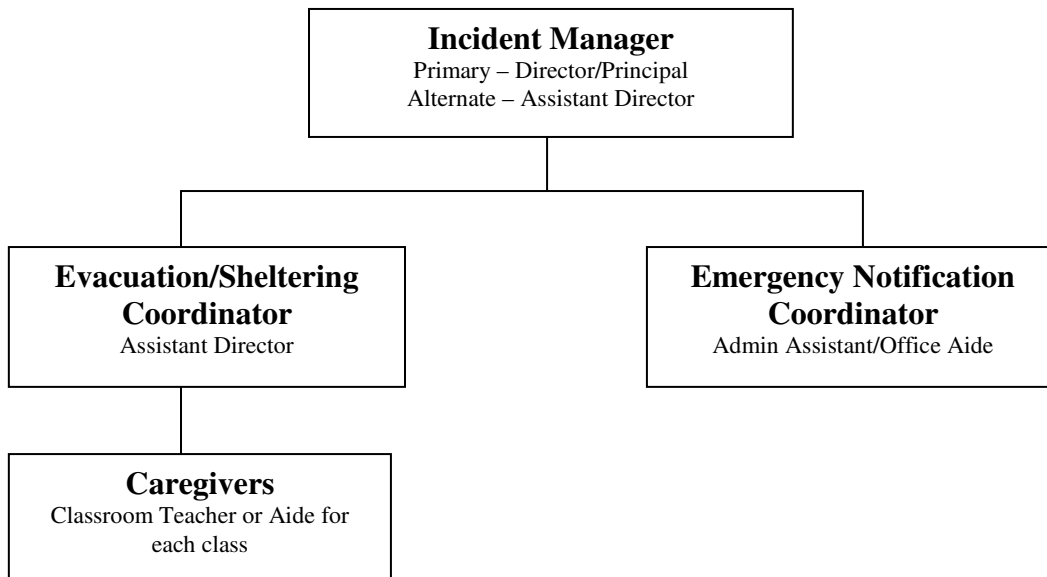 Incident Manager
Primary – Director/Principal
Alternate – Assistant Director
Evacuation/Sheltering
Coordinator
Assistant Director
Emergency Notification
Coordinator
Admin Assistant/Office Aide
Caregivers
Classroom Teacher or Aide for
each class